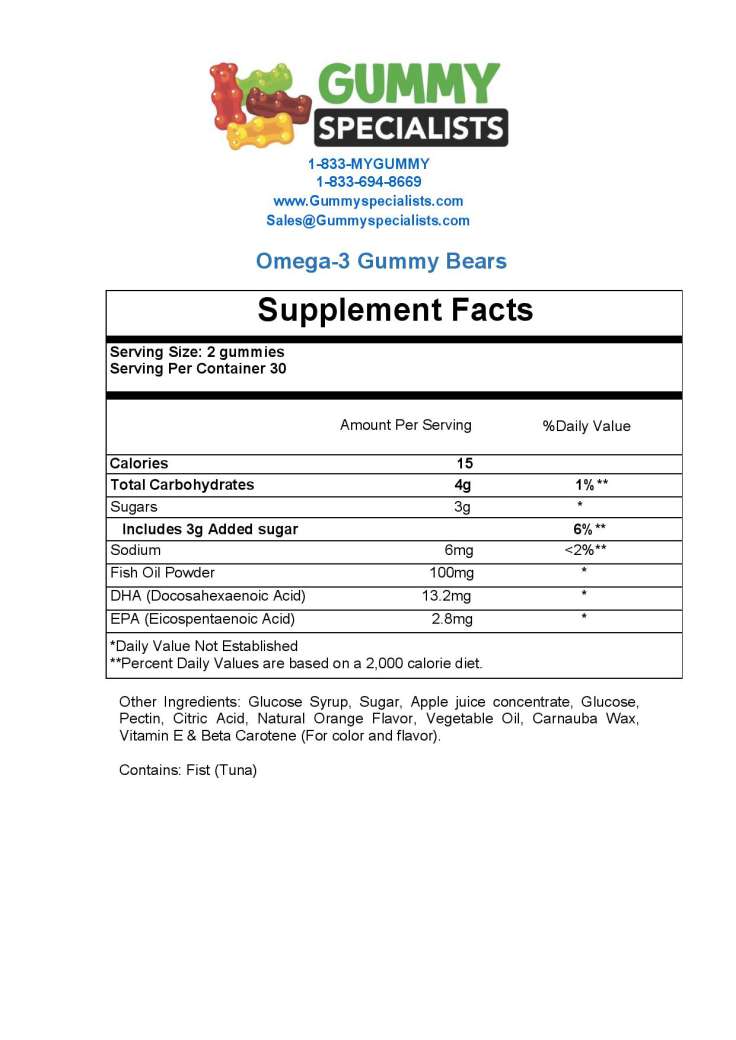 GUMMY
SPECIALISTS
1-833-MYGUMMY
1-833-694-8669
www.Gummyspecialists.com
Sales@Gummyspecialists.com
Omega-3 Gummy Bears
Supplement Facts
Serving Size: 2 gummies
Serving Per Container 30
Amount Per Serving %Daily Value
Calories 15
Total Carbohydrates 4g 1%**
Sugars 3g *
Includes 3g Added sugar 6%**
Sodium 6mg <2%**
Fish Oil Powder 100mg *
DHA (Docosahexaenoic Acid) 13.2mg *
EPA (Eicospentaenoic Acid) 2.8mg *
*Daily Value Not Established
**Percent Daily Values are based on a 2,000 calorie diet.
Other Ingredients: Glucose Syrup, Sugar, Apple juice concentrate, Glucose,
Pectin, Citric Acid, Natural Orange Flavor, Vegetable Oil, Carnauba Wax,
Vitamin E & Beta Carotene (For color and flavor).
Contains: Fist (Tuna)